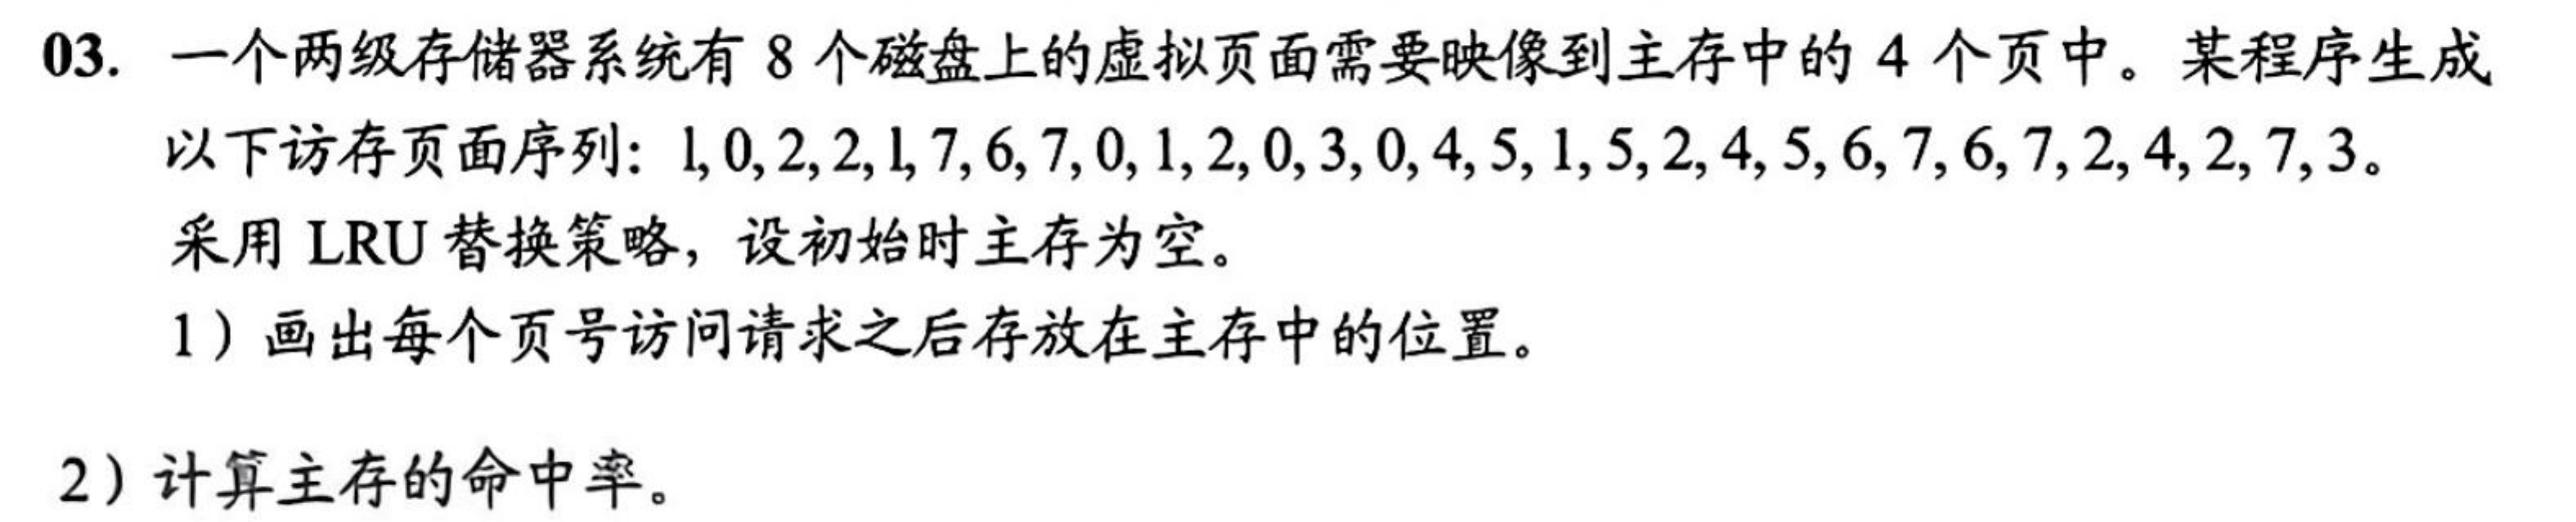 03. 一个两级存储器系统有 8 个磁盘上的虚拟页面需要映像到主存中的 4 个页中。某程序生成
以下访存页面序列：1, 0, 2, 2, 1, 7, 6, 7, 0, 1, 2, 0, 3, 0, 4, 5, 1, 5, 2, 4, 5, 6, 7, 6, 7, 2, 4, 2, 7, 3。
采用 LRU 替换策略，设初始时主存为空。
1）画出每个页号访问请求之后存放在主存中的位置。
2）计算主存的命中率。